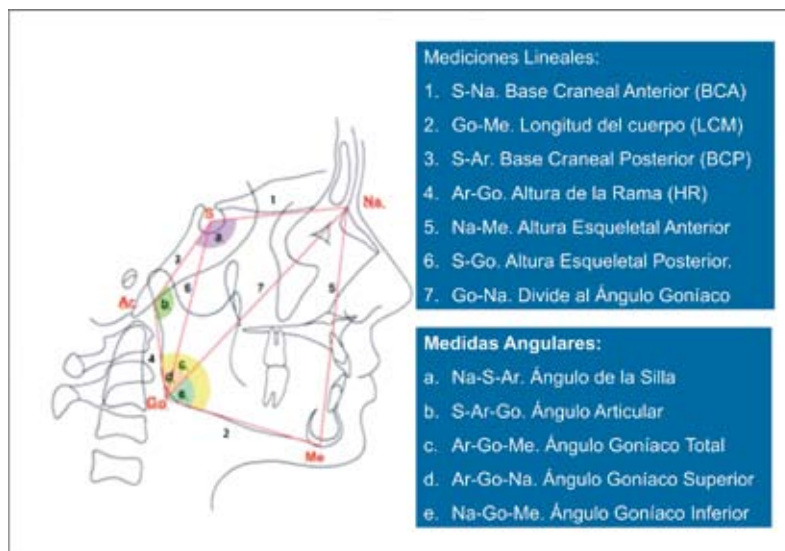 Mediciones Lineales:
1. S-Na. Base Craneal Anterior (BCA)
2. Go-Me. Longitud del cuerpo (LCM)
3. S-Ar. Base Craneal Posterior (BCP)
4. Ar-Go. Altura de la Rama (HR)
5. Na-Me. Altura Esqueletal Anterior
6. S-Go. Altura Esqueletal Posterior.
7. Go-Na. Divide al Ángulo Goníaco
Medidas Angulares:
a. Na-S-Ar. Ángulo de la Silla
b. S-Ar-Go. Ángulo Articular
c. Ar-Go-Me. Ángulo Goníaco Total
d. Ar-Go-Na. Ángulo Goníaco Superior
e. Na-Go-Me. Ángulo Goníaco Inferior
1
S
Na.
a.
3
6
7
5
b.
4
c.
d
e.
Go
2
Me